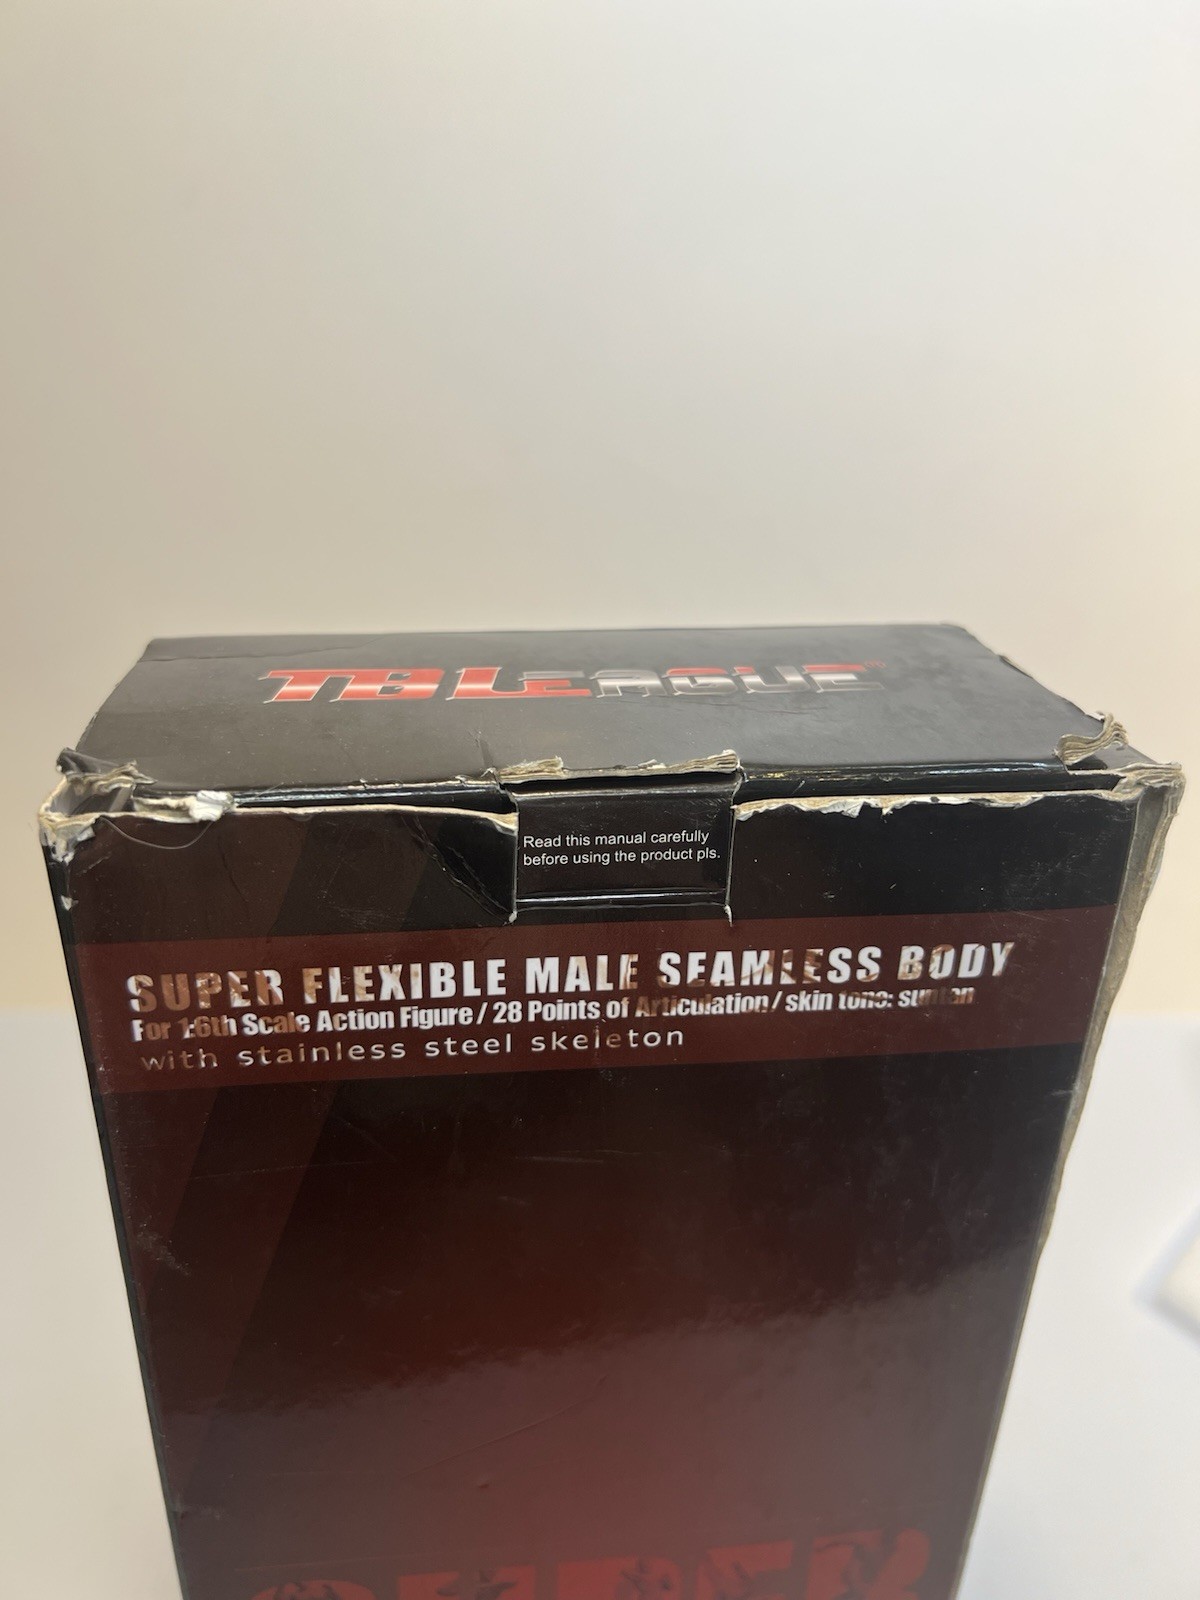 TBLEAGUE®
Read this manual carefully
before using the product pls.
SUPER FLEXIBLE MALE SEAMLESS BODY
For 1:6th Scale Action Figure / 28 Points of Articulation / skin tone: suntan
with stainless steel skeleton
SUPER